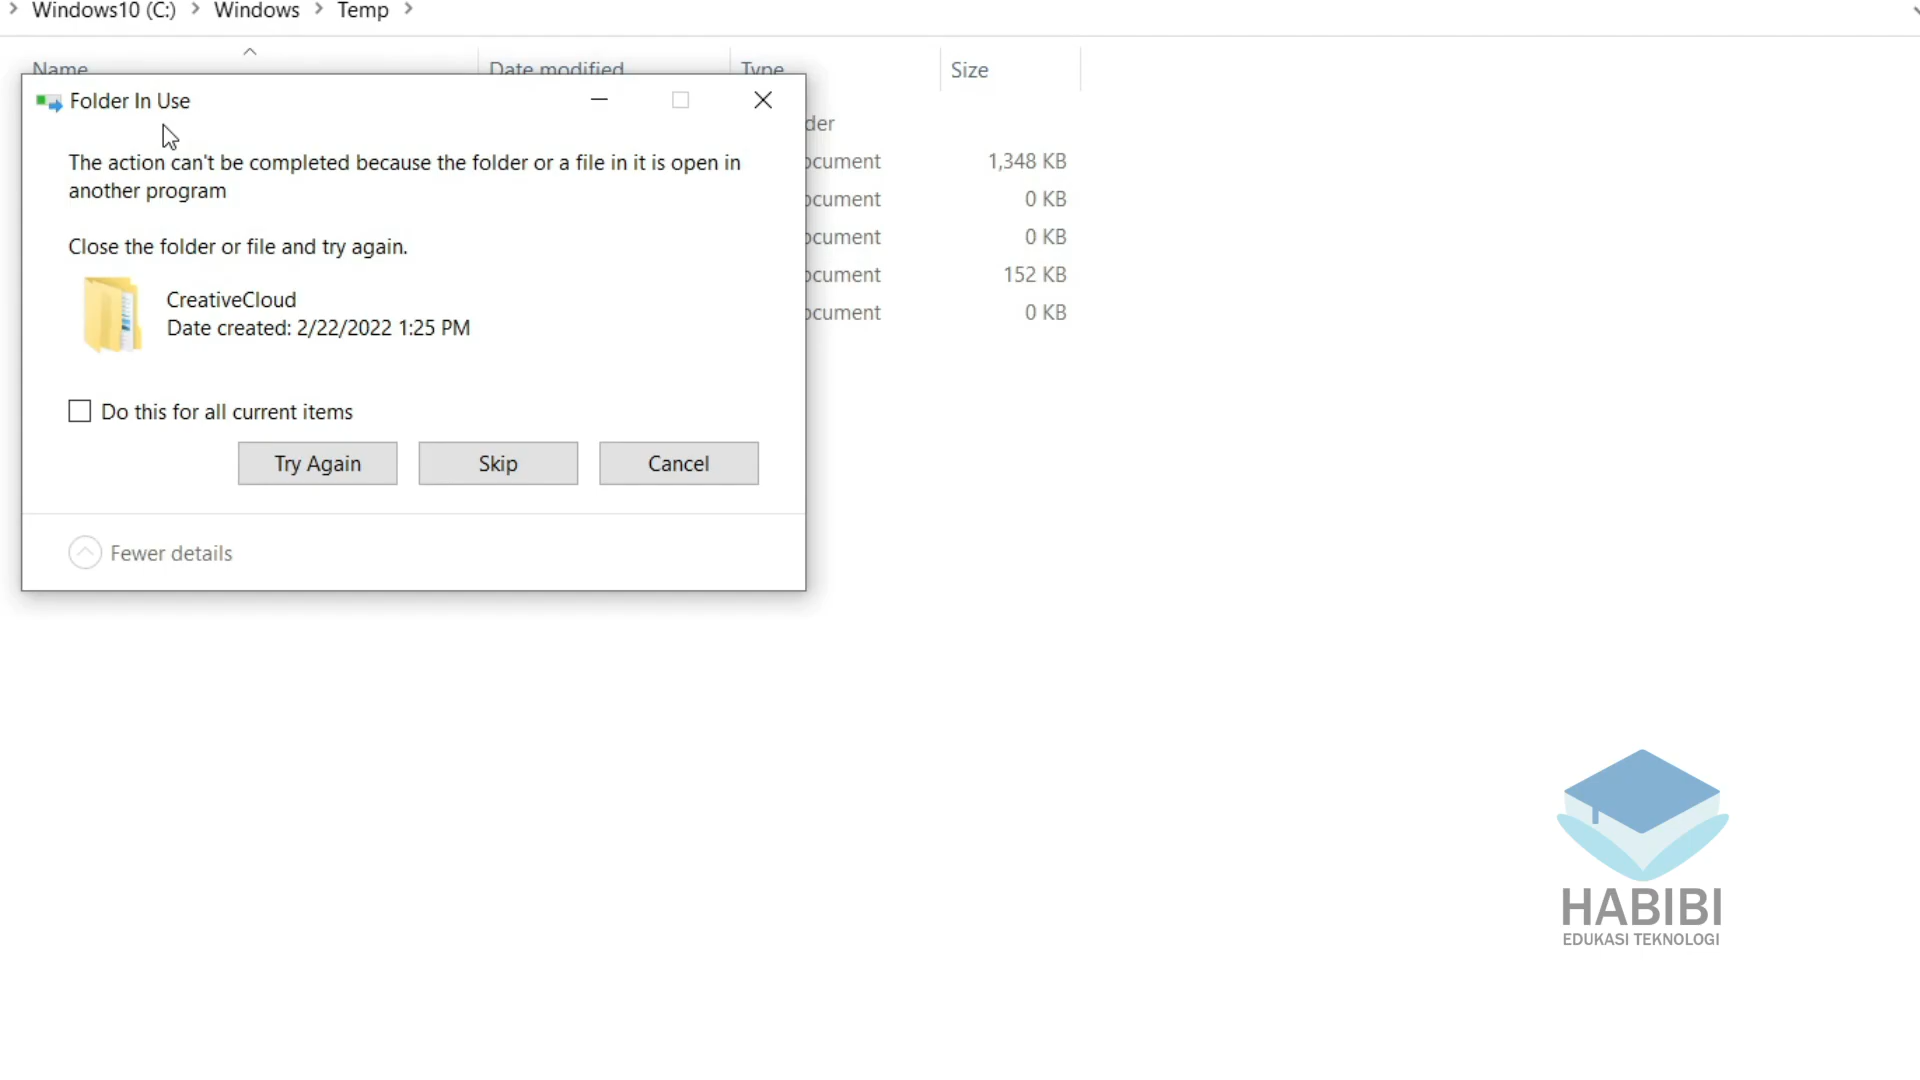 Windows10 (C:) > Windows > Temp >
Name Date modified Type Size
Folder In Use
The action can't be completed because the folder or a file in it is open in
another program
Close the folder or file and try again.
CreativeCloud
Date created: 2/22/2022 1:25 PM
Do this for all current items
Try Again Skip Cancel
Fewer details
der
ocument 1,348 KB
ocument 0 KB
ocument 0 KB
ocument 152 KB
ocument 0 KB
HABIBI
EDUKASI TEKNOLOGI